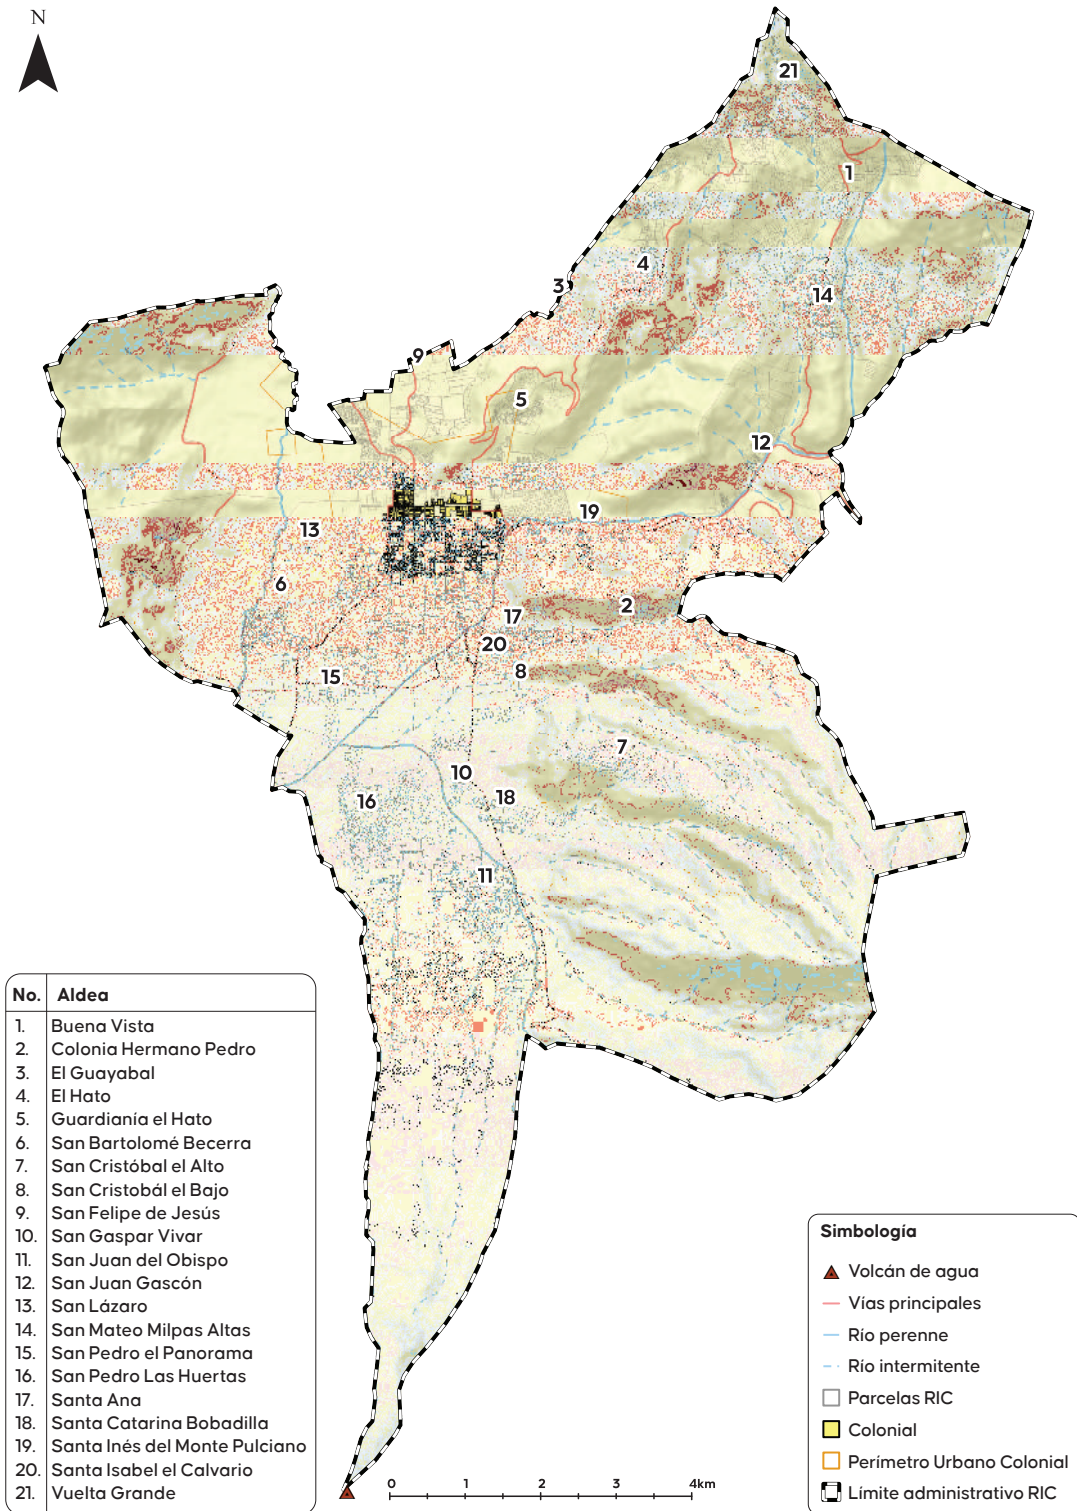 N
21
1
4
3
14
9
5
12
19
13
6
2
17
20
8
15
7
10
18
16
11
No. Aldea
1. Buena Vista
2. Colonia Hermano Pedro
3. El Guayabal
4. El Hato
5. Guardianía el Hato
6. San Bartolomé Becerra
7. San Cristóbal el Alto
8. San Cristobál el Bajo
9. San Felipe de Jesús
10. San Gaspar Vivar
11. San Juan del Obispo
12. San Juan Gascón
13. San Lázaro
14. San Mateo Milpas Altas
15. San Pedro el Panorama
16. San Pedro Las Huertas
17. Santa Ana
18. Santa Catarina Bobadilla
19. Santa Inés del Monte Pulciano
20. Santa Isabel el Calvario
21. Vuelta Grande
Simbología
Volcán de agua
Vías principales
Río perenne
Río intermitente
Parcelas RIC
Colonial
Perímetro Urbano Colonial
Límite administrativo RIC
0 1 2 3 4km